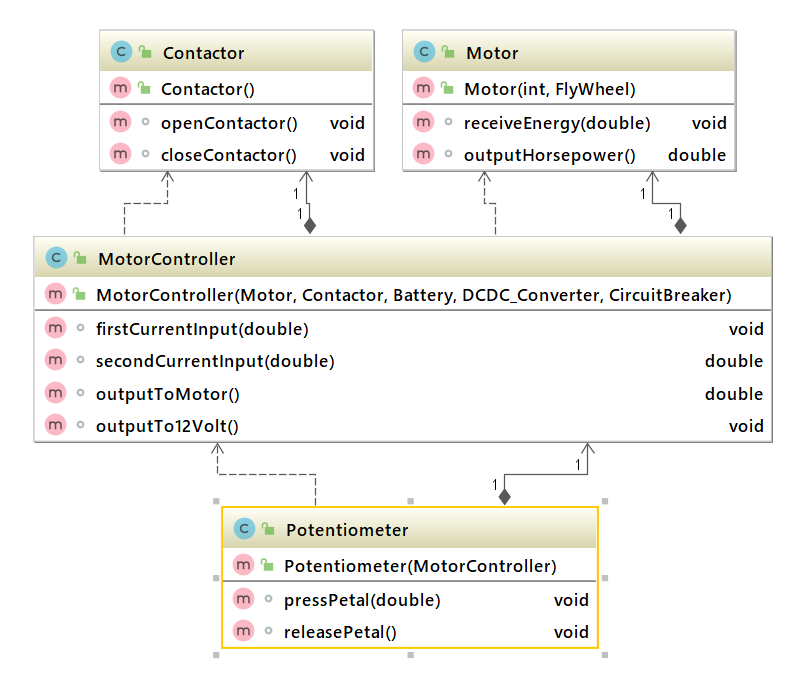 C Contactor
m Contactor()
m openContactor() void
m closeContactor() void
C Motor
m Motor(int, FlyWheel)
m receiveEnergy(double) void
m outputHorsepower() double
1
1
1
1
C MotorController
m MotorController(Motor, Contactor, Battery, DCDC_Converter, CircuitBreaker)
m firstCurrentInput(double) void
m secondCurrentInput(double) double
m outputToMotor() double
m outputTo12Volt() void
1
1
C Potentiometer
m Potentiometer(MotorController)
m pressPetal(double) void
m releasePetal() void